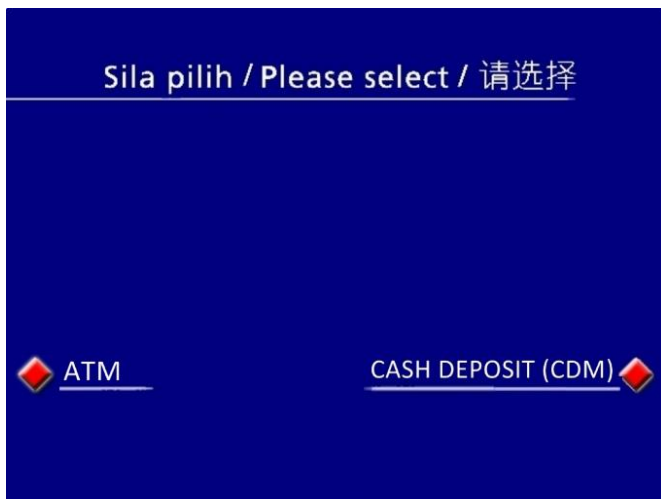 Sila pilih / Please select / 请选择
ATM
CASH DEPOSIT (CDM)